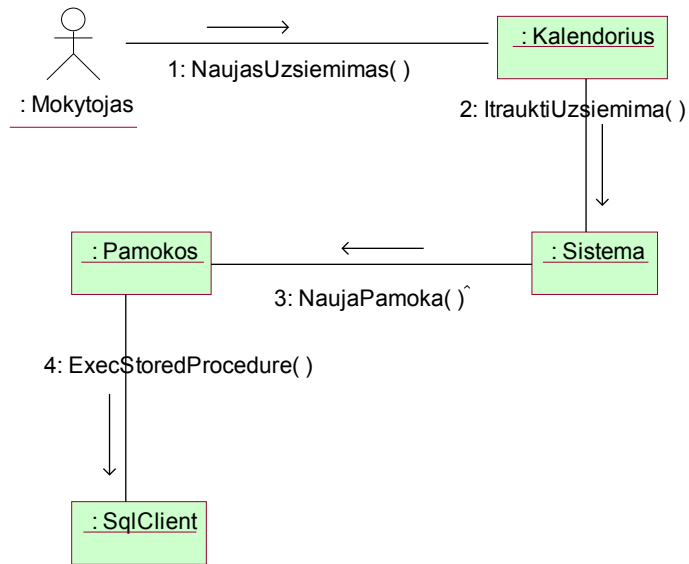 : Kalendorius
1: NaujasUzsiemimas( )
: Mokytojas
2: ItrauktiUzsiemima( )
: Pamokos
: Sistema
3: NaujaPamoka( )^
4: ExecStoredProcedure( )
: SqlClient